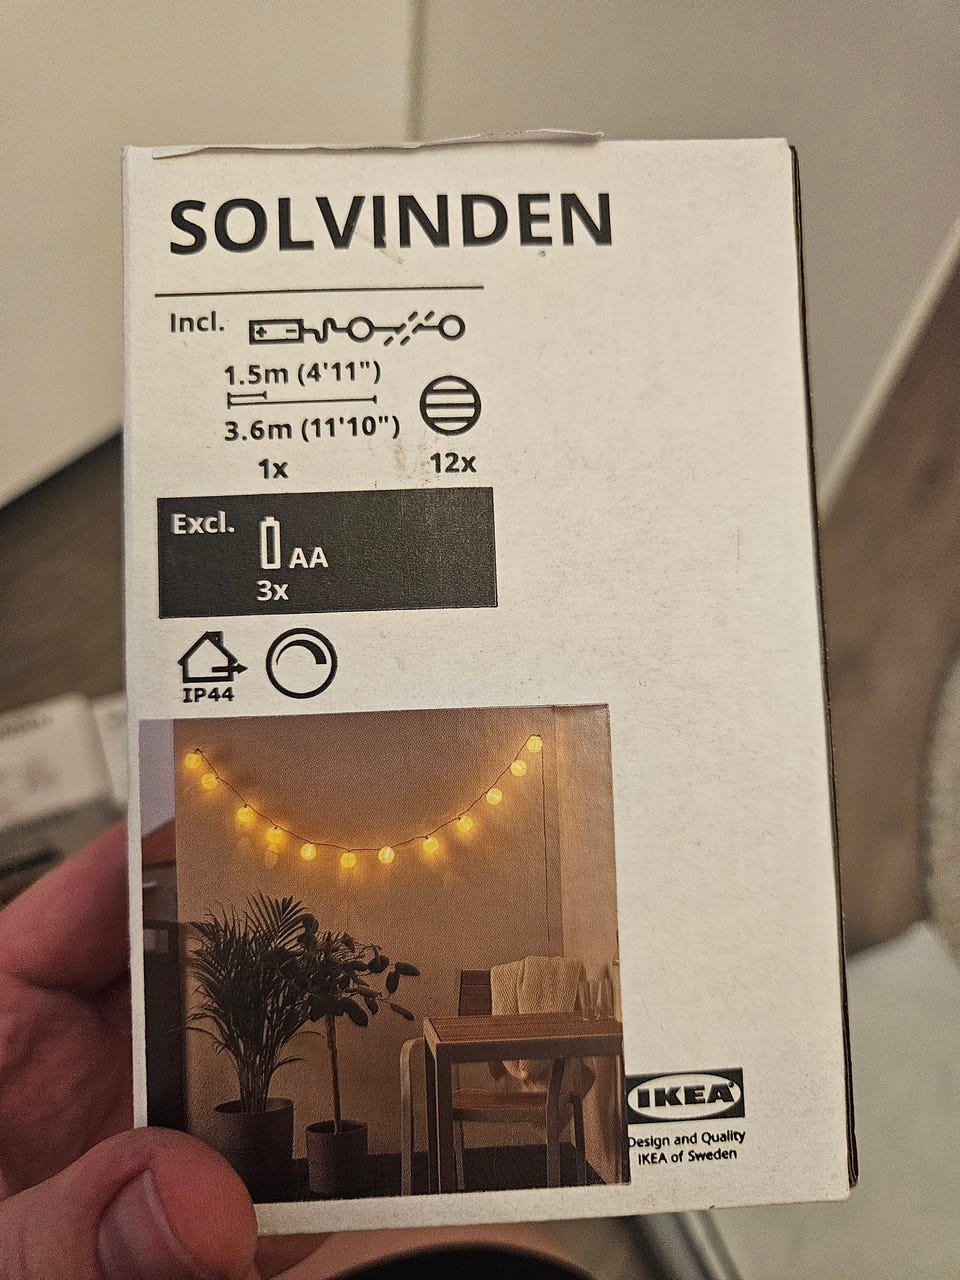 SOLVINDEN
Incl.
1.5m (4'11")
3.6m (11'10")
1x 12x
Excl.
AA
3x
IP44
IKEA
Design and Quality
IKEA of Sweden